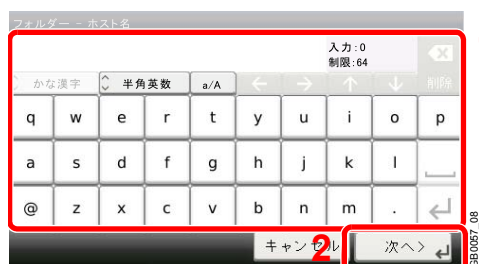 フォルダー - ホスト名
入力:0
制限:64
かな漢字 半角英数 a/A ← → ↑ ↓ 削除
q w e r t y u i o p
a s d f g h j k l
@ z x c v b n m .
キャンセル 2 次へ>
GB0057_08